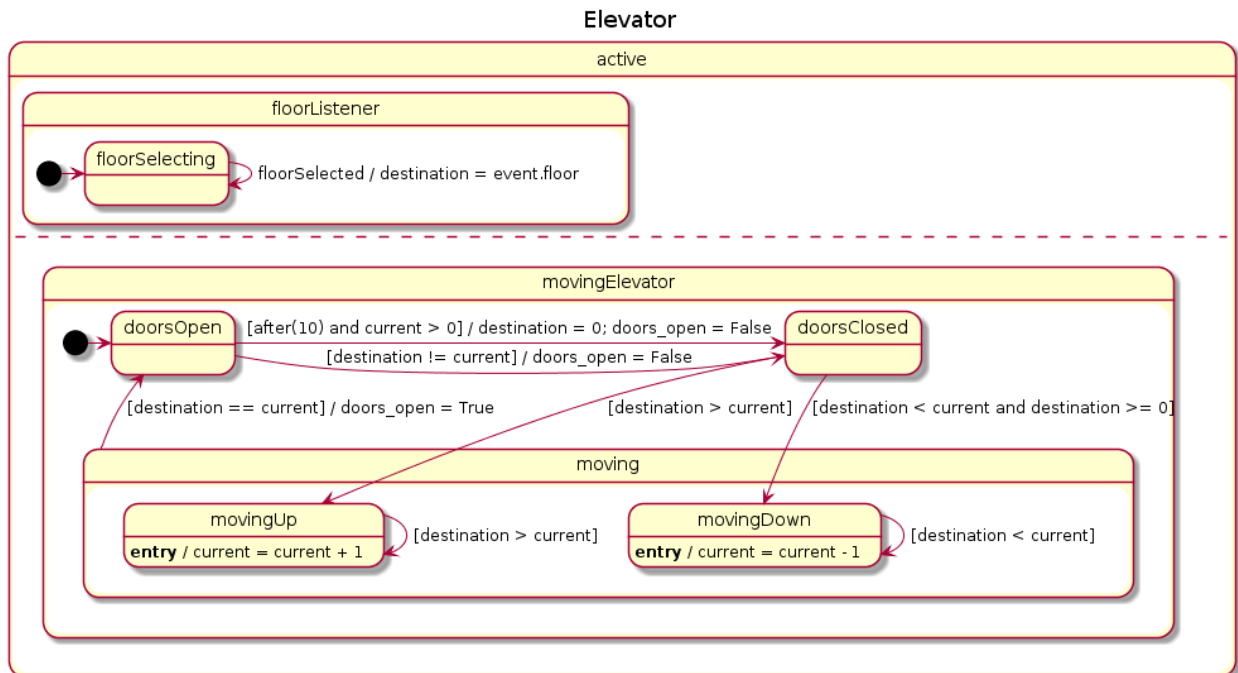 Elevator
active
floorListener
floorSelecting
floorSelected / destination = event.floor
movingElevator
doorsOpen
[after(10) and current > 0] / destination = 0; doors_open = False
doorsClosed
[destination != current] / doors_open = False
[destination == current] / doors_open = True
[destination > current]
[destination < current and destination >= 0]
moving
movingUp
entry / current = current + 1
[destination > current]
movingDown
entry / current = current - 1
[destination < current]